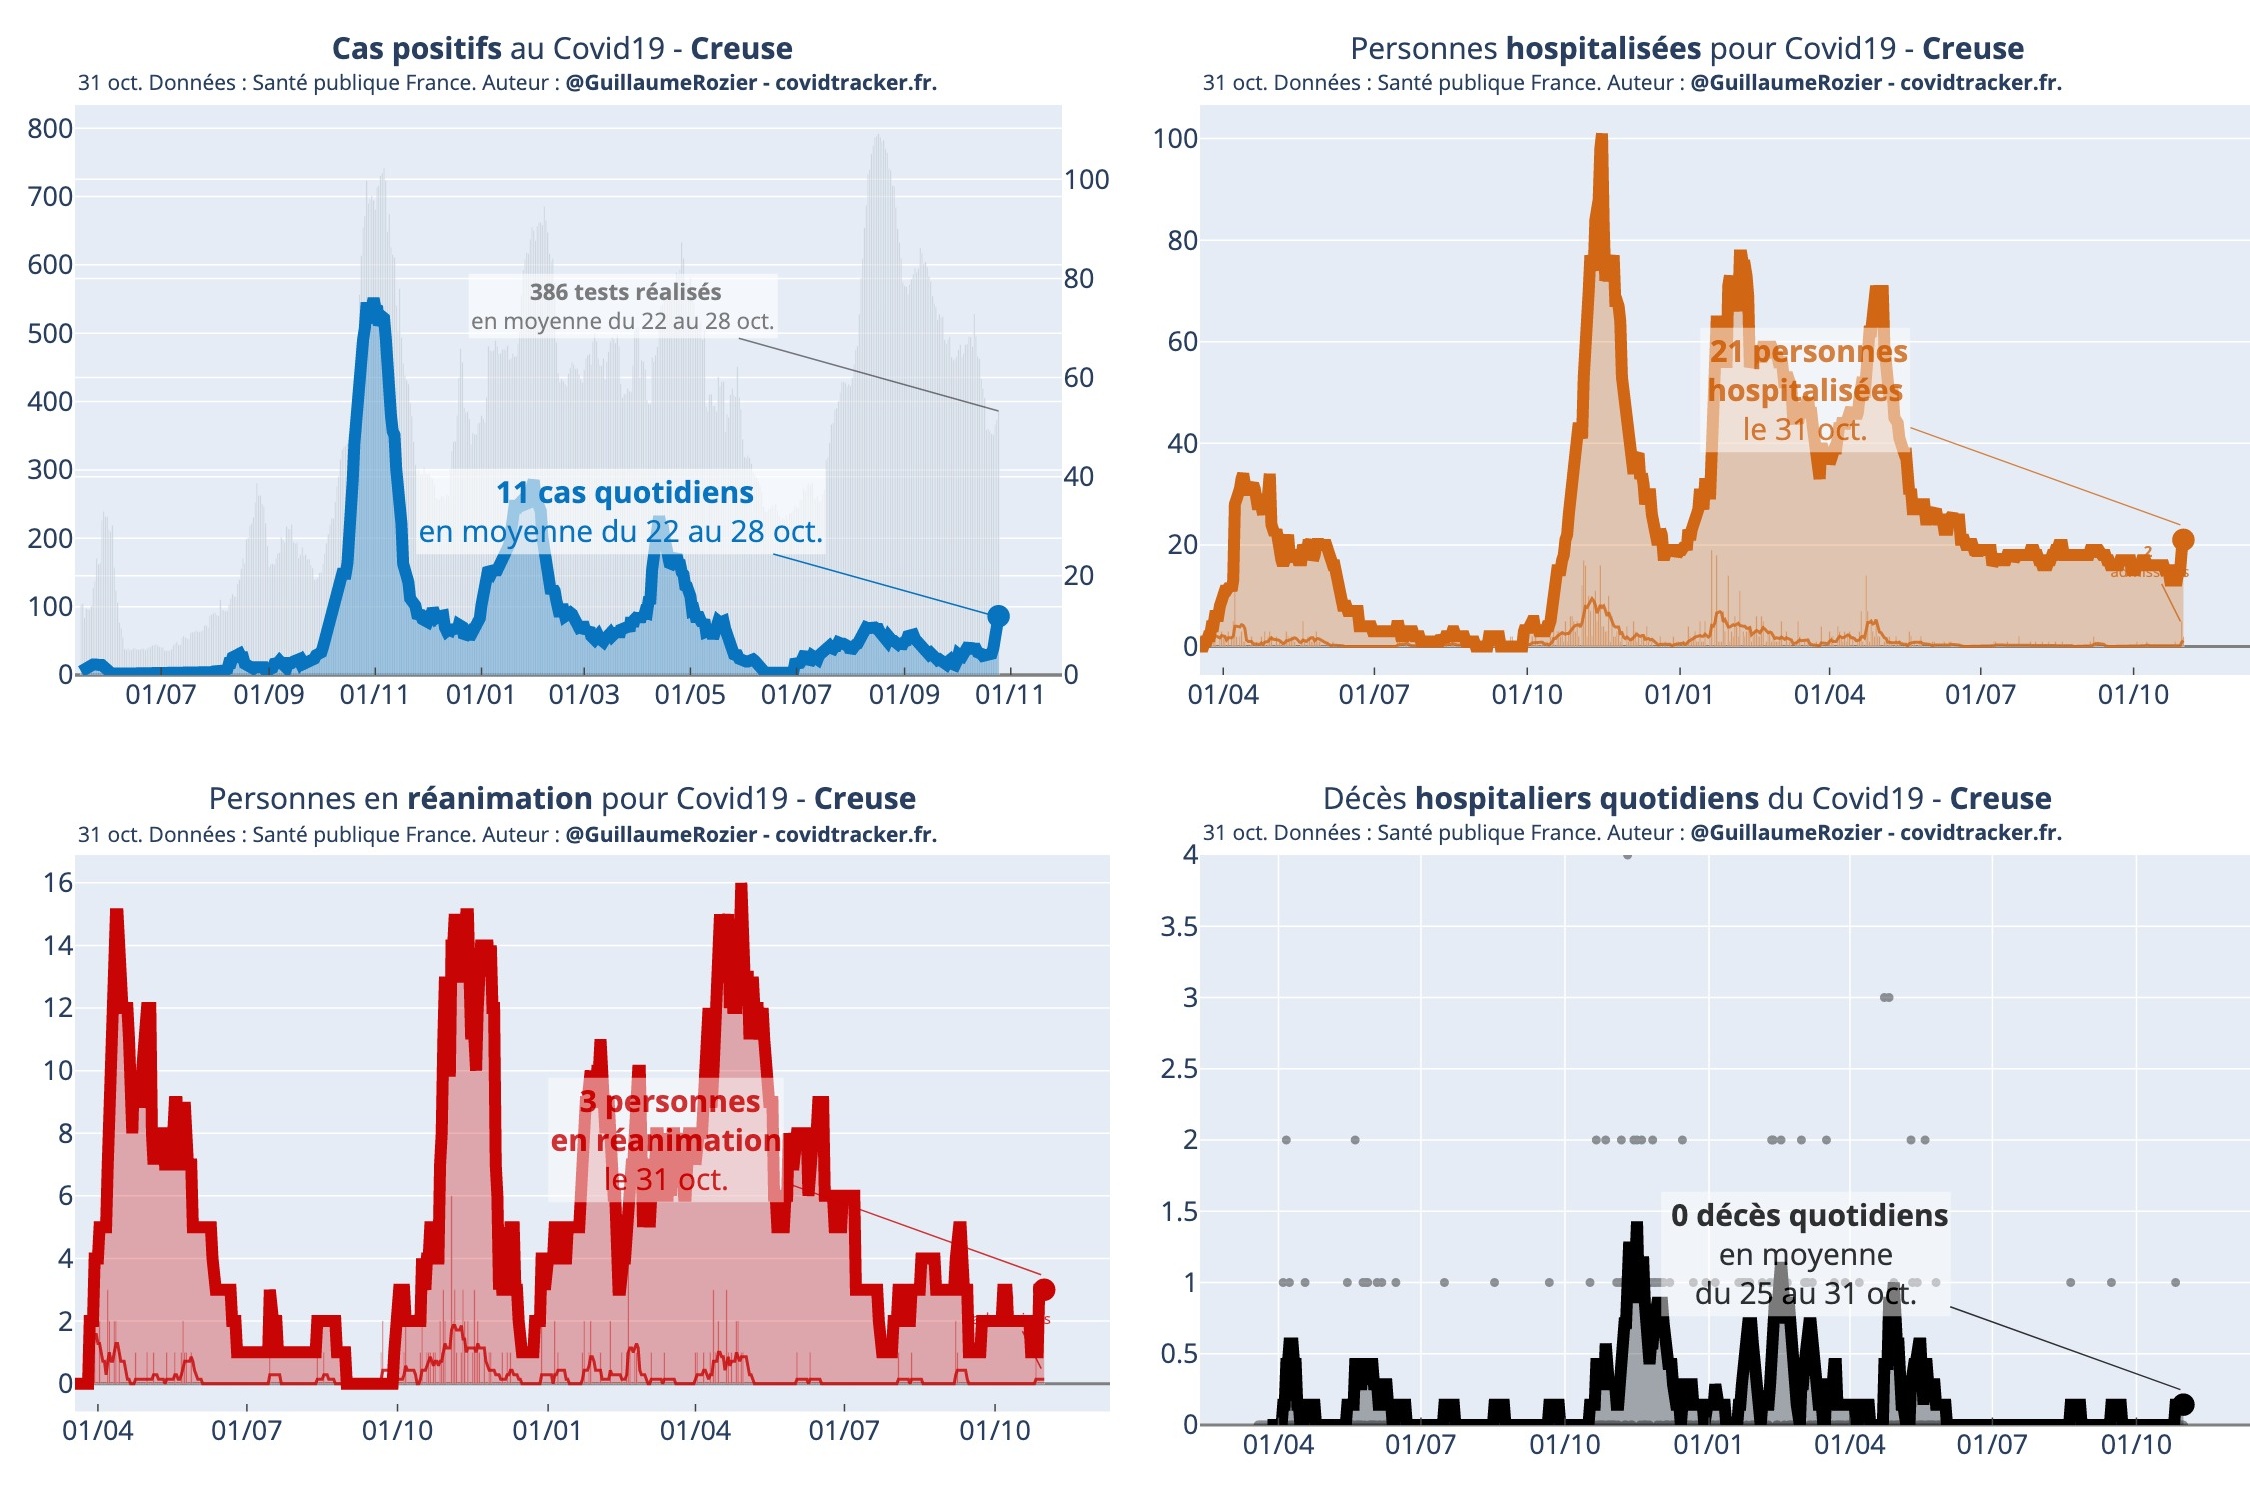 Cas positifs au Covid19 - Creuse
31 oct. Données : Santé publique France. Auteur : @GuillaumeRozier - covidtracker.fr.
800
700
600
500
400
300
200
100
0
100
80
60
40
20
0
386 tests réalisés
en moyenne du 22 au 28 oct.
11 cas quotidiens
en moyenne du 22 au 28 oct.
01/07 01/09 01/11 01/01 01/03 01/05 01/07 01/09 01/11
Personnes hospitalisées pour Covid19 - Creuse
31 oct. Données : Santé publique France. Auteur : @GuillaumeRozier - covidtracker.fr.
100
80
60
40
20
0
21 personnes
hospitalisées
le 31 oct.
2
01/04 01/07 01/10 01/01 01/04 01/07 01/10
Personnes en réanimation pour Covid19 - Creuse
31 oct. Données : Santé publique France. Auteur : @GuillaumeRozier - covidtracker.fr.
16
14
12
10
8
6
4
2
0
3 personnes
en réanimation
le 31 oct.
01/04 01/07 01/10 01/01 01/04 01/07 01/10
Décès hospitaliers quotidiens du Covid19 - Creuse
31 oct. Données : Santé publique France. Auteur : @GuillaumeRozier - covidtracker.fr.
4
3.5
3
2.5
2
1.5
1
0.5
0
0 décès quotidiens
en moyenne
du 25 au 31 oct.
01/04 01/07 01/10 01/01 01/04 01/07 01/10